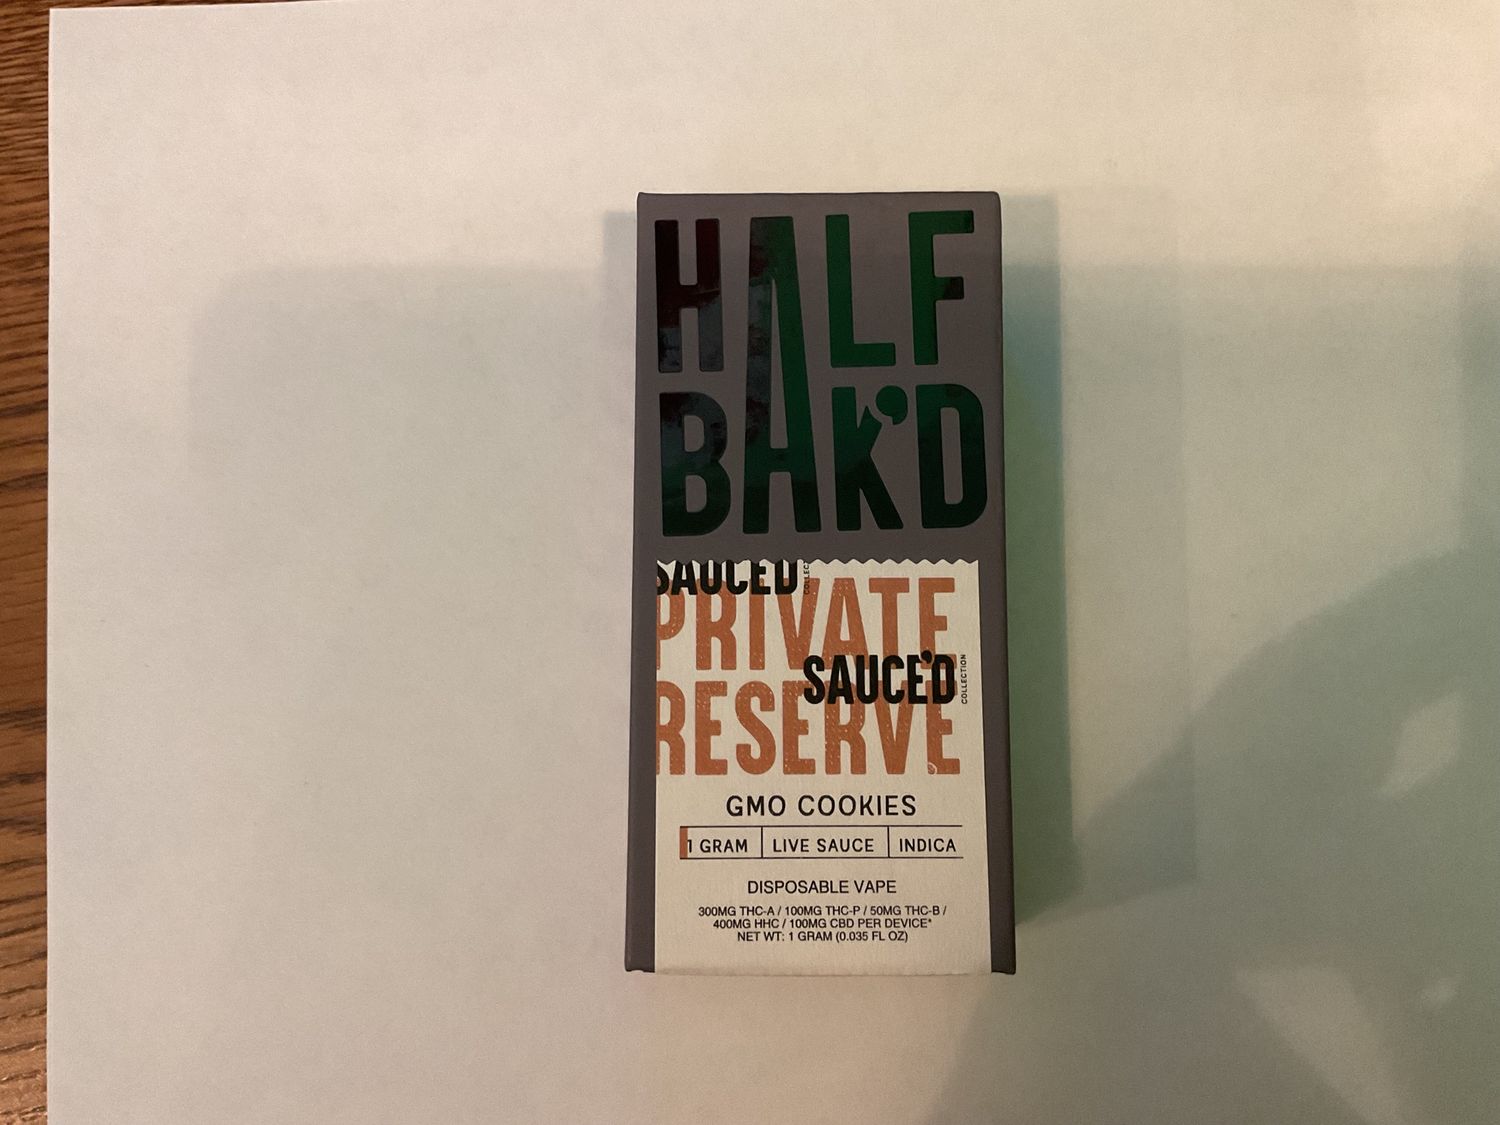 HALF
BAK'D
SAUCED
COLLEC
PRIVATE
SAUCE'D COLLECTION
RESERVE
GMO COOKIES
1 GRAM LIVE SAUCE INDICA
DISPOSABLE VAPE
300MG THC-A / 100MG THC-P / 50MG THC-B /
400MG HHC / 100MG CBD PER DEVICE*
NET WT: 1 GRAM (0.035 FL OZ)